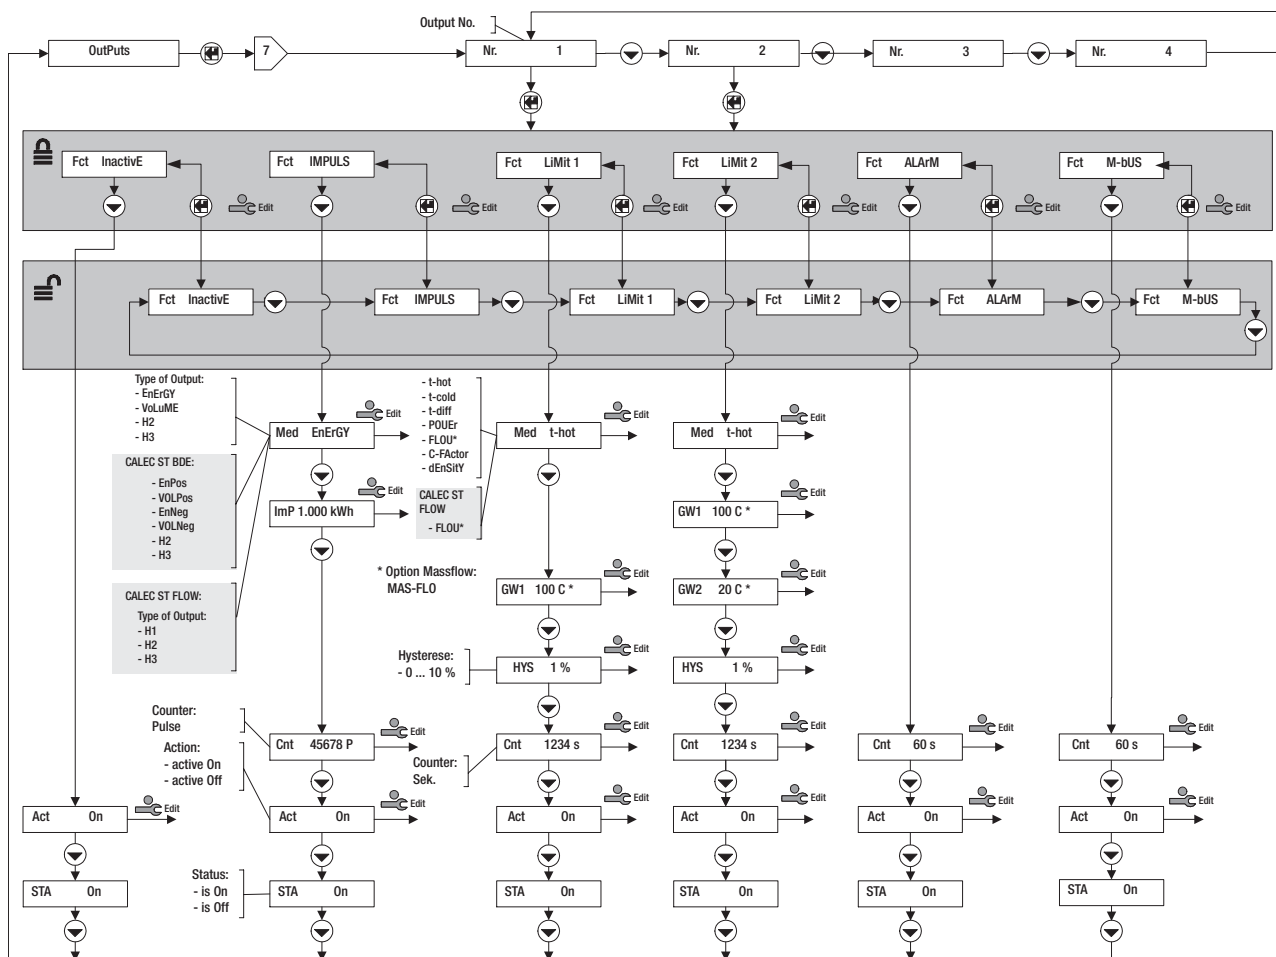 Output No.
OutPuts
7
Nr. 1
Nr. 2
Nr. 3
Nr. 4
Fct InactivE
Fct IMPULS
Fct LiMit 1
Fct LiMit 2
Fct ALArM
Fct M-bUS
Edit
Edit
Edit
Edit
Edit
Edit
Fct InactivE
Fct IMPULS
Fct LiMit 1
Fct LiMit 2
Fct ALArM
Fct M-bUS
Type of Output:
- EnErGY
- VoLuME
- H2
- H3
CALEC ST BDE:
- EnPos
- VOLPos
- EnNeg
- VOLNeg
- H2
- H3
CALEC ST FLOW:
Type of Output:
- H1
- H2
- H3
Med EnErGY
Edit
ImP 1.000 kWh
Edit
- t-hot
- t-cold
- t-diff
- POUEr
- FLOU*
- C-FActor
- dEnSitY
CALEC ST
FLOW
- FLOU*
* Option Massflow:
MAS-FLO
Med t-hot
Edit
Med t-hot
Edit
GW1 100 C *
Edit
GW1 100 C *
Edit
GW2 20 C *
Edit
Hysterese:
- 0 ... 10 %
HYS 1 %
Edit
HYS 1 %
Edit
Counter:
Pulse
Cnt 45678 P
Edit
Counter:
Sek.
Cnt 1234 s
Edit
Cnt 1234 s
Edit
Cnt 60 s
Edit
Cnt 60 s
Edit
Action:
- active On
- active Off
Act On
Edit
Act On
Edit
Act On
Edit
Act On
Edit
Act On
Edit
Act On
Edit
Status:
- is On
- is Off
STA On
STA On
STA On
STA On
STA On
STA On